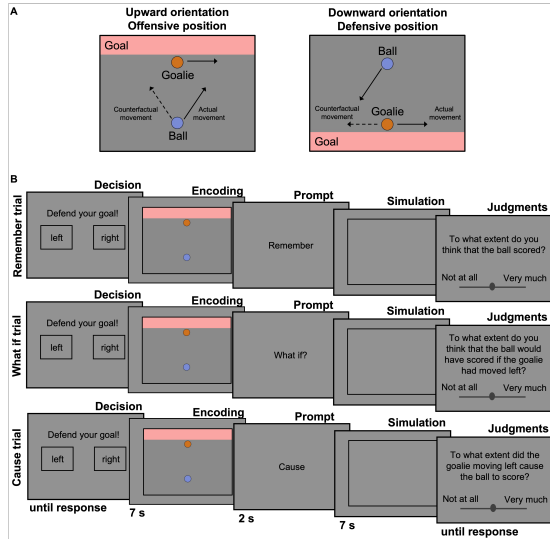 A
Upward orientation
Offensive position
Goal
Goalie
Counterfactual
movement
Actual
movement
Ball
Downward orientation
Defensive position
Ball
Counterfactual
movement
Goalie
Actual
movement
Goal
B
Remember trial
Decision
Defend your goal!
left right
Encoding
Prompt
Remember
Simulation
Judgments
To what extent do you
think that the ball scored?
Not at all Very much
What if trial
Decision
Defend your goal!
left right
Encoding
Prompt
What if?
Simulation
Judgments
To what extent do you
think that the ball would
have scored if the goalie
had moved left?
Not at all Very much
Cause trial
Decision
Defend your goal!
left right
until response
Encoding
7 s
Prompt
Cause
2 s
Simulation
7 s
Judgments
To what extent did the
goalie moving left cause
the ball to score?
Not at all Very much
until response